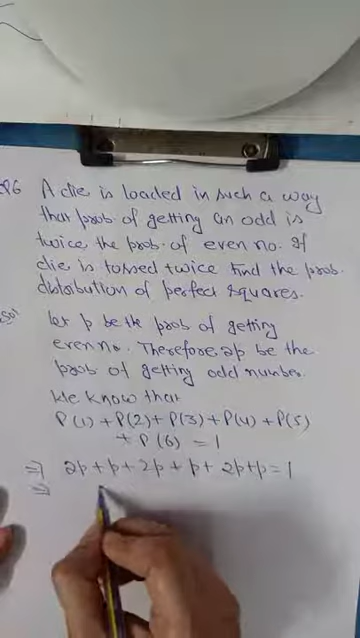 Q6 A die is loaded in such a way
that prob. of getting an odd is
twice the prob. of even no. If
die is tossed twice find the prob.
distribution of perfect squares.
Sol let p be the prob of getting
even no. Therefore 2p be the
prob of getting odd number.
We know that
P(1) + P(2) + P(3) + P(4) + P(5)
+ P(6) = 1
⇒ 2p + p + 2p + p + 2p + p = 1
⇒